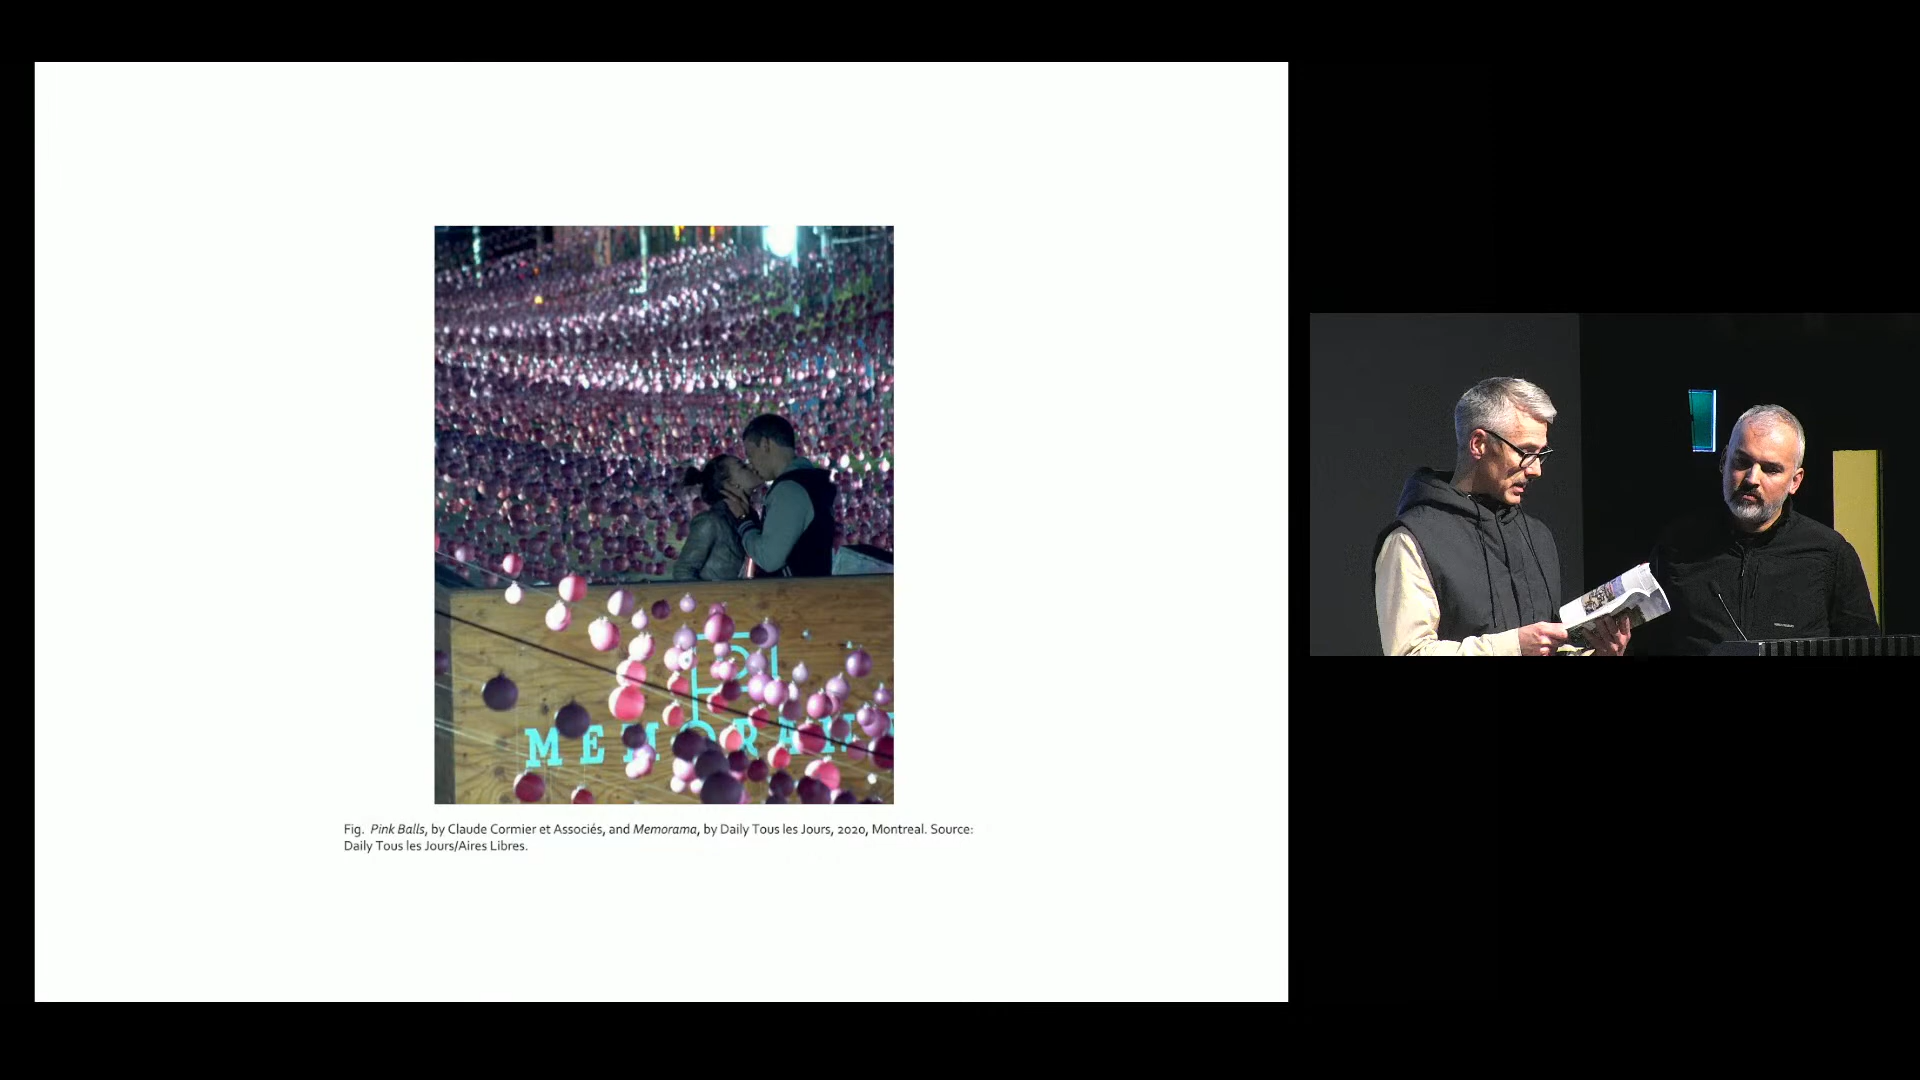 MEMORAMA
Fig. Pink Balls, by Claude Cormier et Associés, and Memorama, by Daily Tous les Jours, 2020, Montreal. Source:
Daily Tous les Jours/Aires Libres.